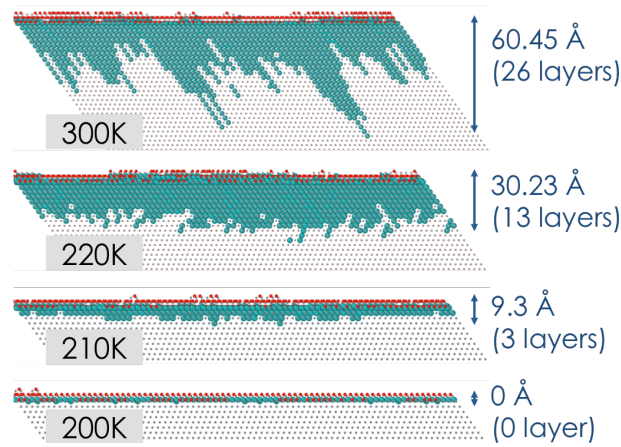 60.45 Å
(26 layers)
300K
30.23 Å
(13 layers)
220K
9.3 Å
(3 layers)
210K
0 Å
(0 layer)
200K